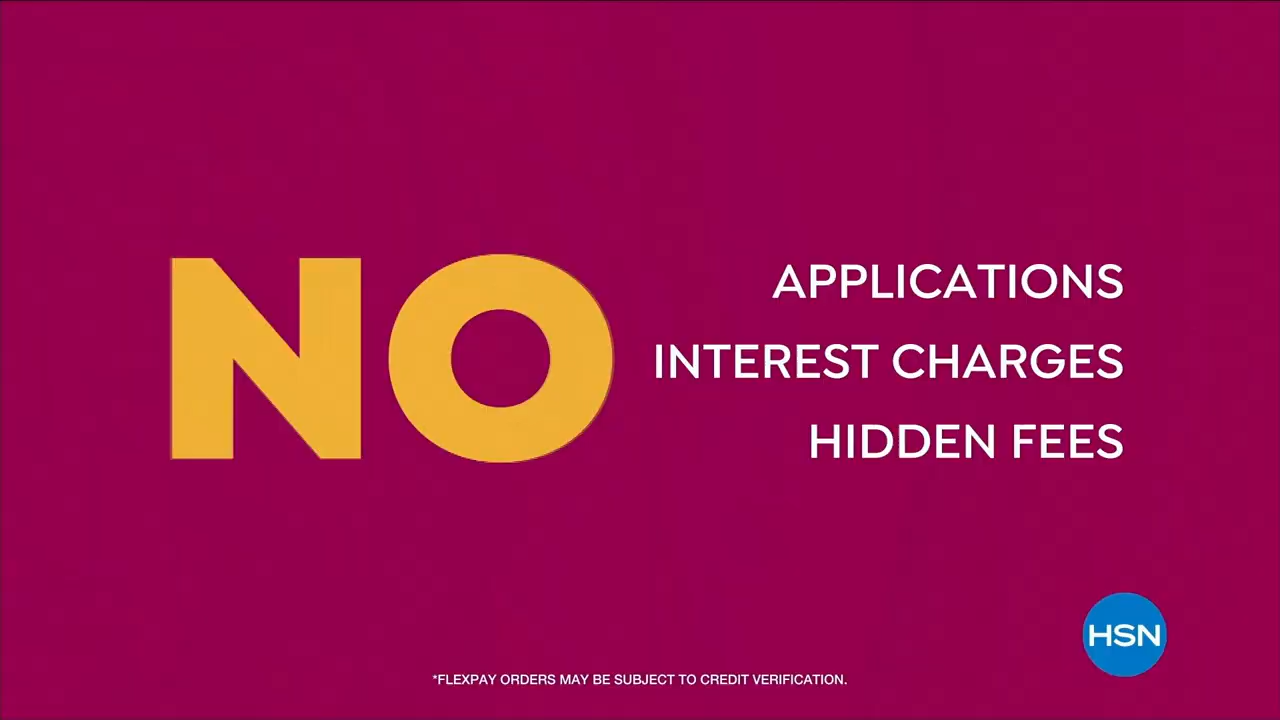 NO
APPLICATIONS
INTEREST CHARGES
HIDDEN FEES
HSN
*FLEXPAY ORDERS MAY BE SUBJECT TO CREDIT VERIFICATION.